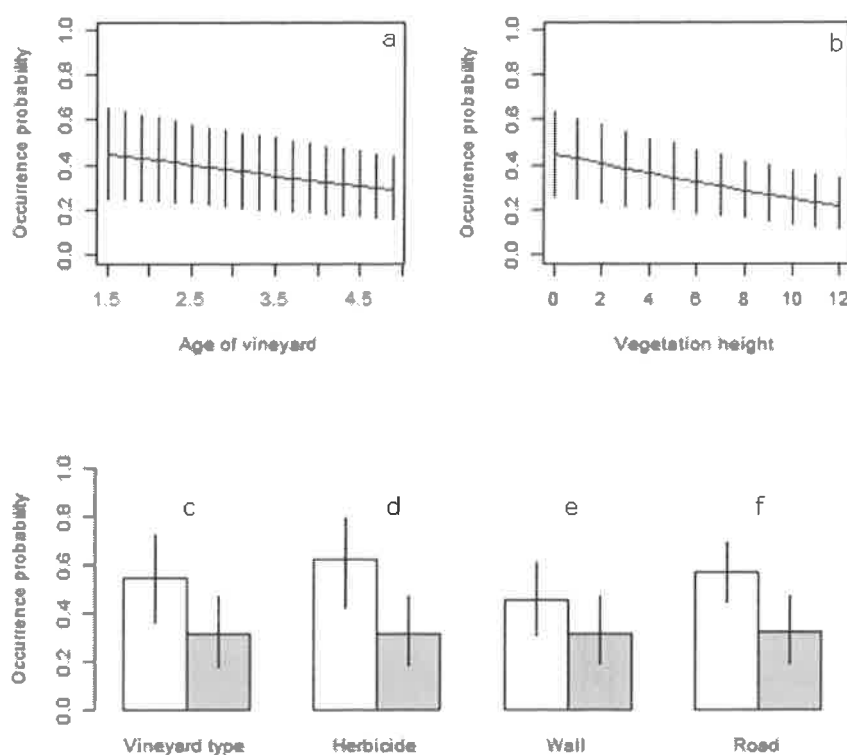 a
Occurrence probability
0.0 0.2 0.4 0.6 0.8 1.0
1.5 2.5 3.5 4.5
Age of vineyard
b
Occurrence probability
0.0 0.2 0.4 0.6 0.8 1.0
0 2 4 6 8 10 12
Vegetation height
Occurrence probability
0.0 0.2 0.4 0.6 0.8 1.0
c d e f
Vineyard type Herbicide Wall Road